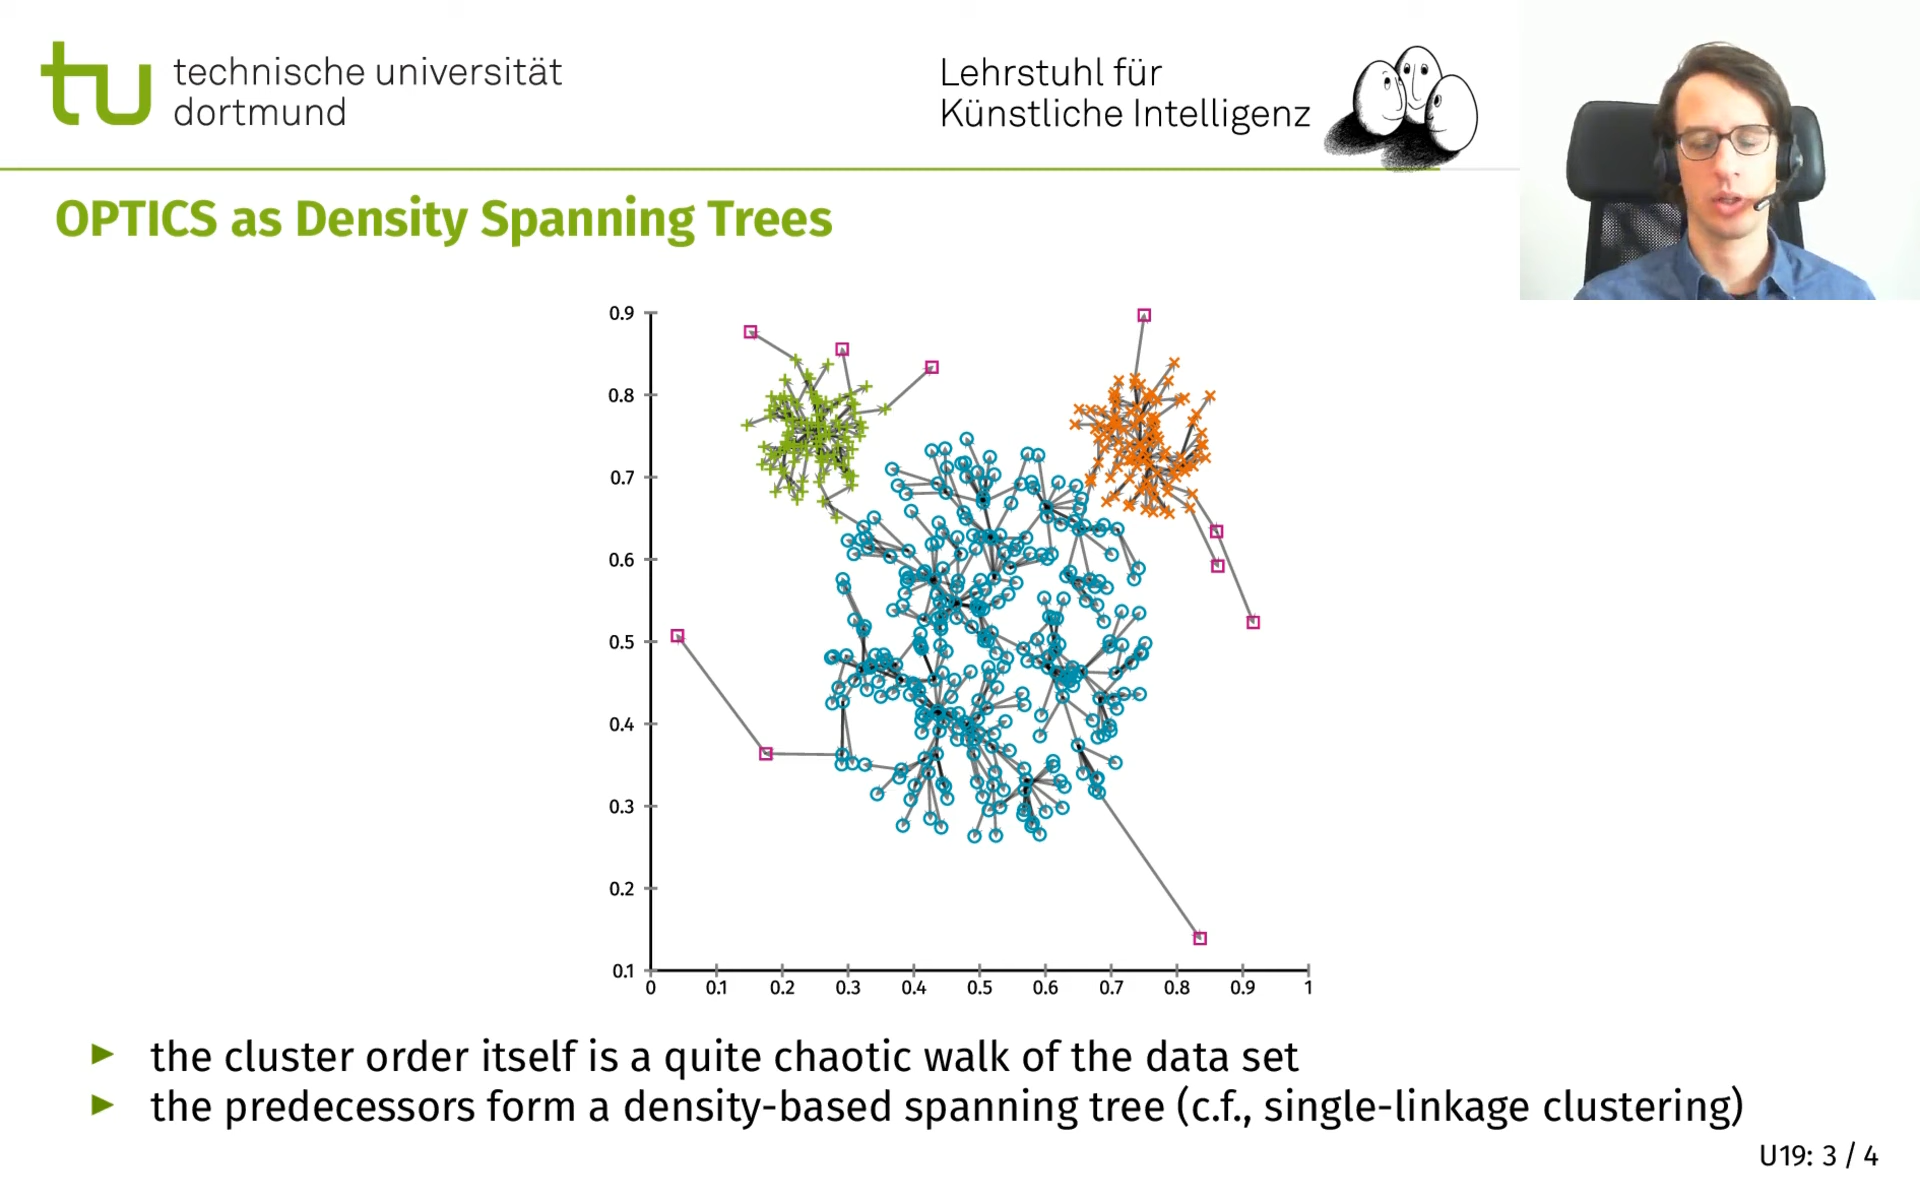 technische universität
dortmund
Lehrstuhl für
Künstliche Intelligenz
OPTICS as Density Spanning Trees
0.9
0.8
0.7
0.6
0.5
0.4
0.3
0.2
0.1
0 0.1 0.2 0.3 0.4 0.5 0.6 0.7 0.8 0.9 1
► the cluster order itself is a quite chaotic walk of the data set
► the predecessors form a density-based spanning tree (c.f., single-linkage clustering)
U19: 3 / 4